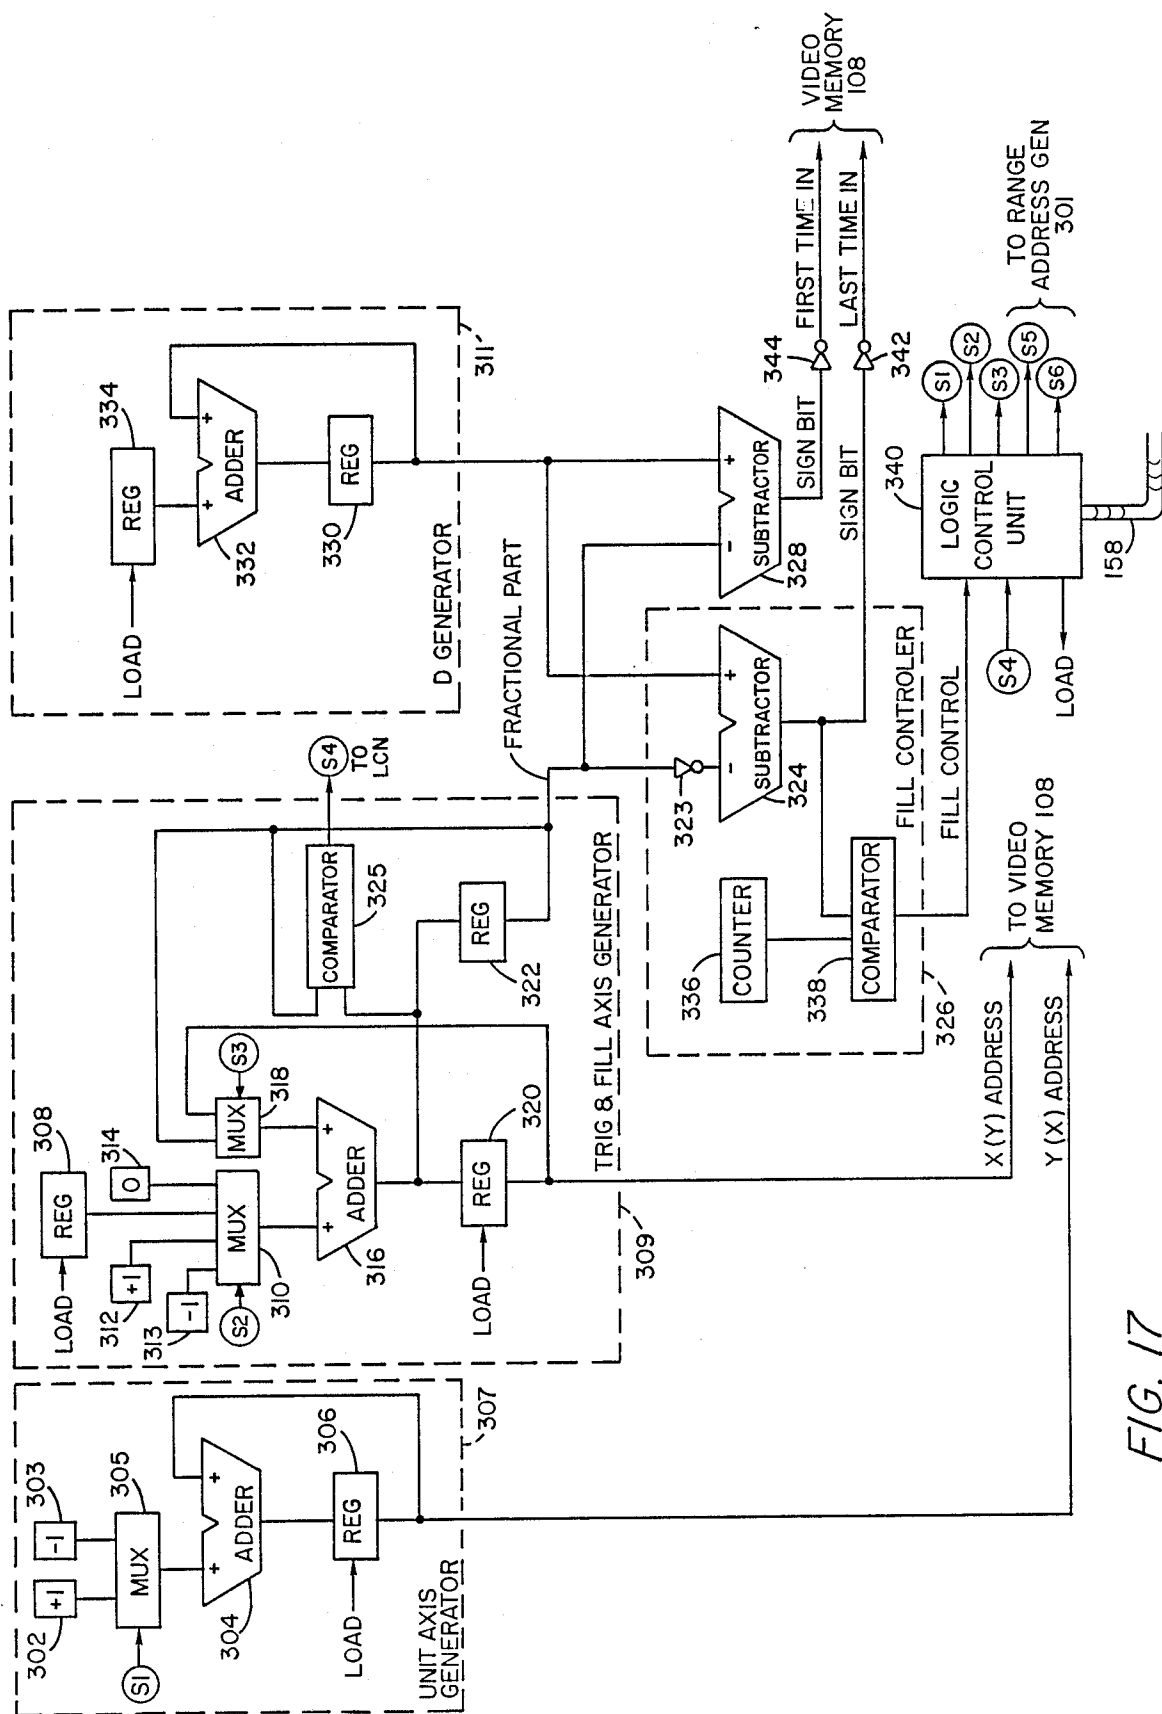 302
+1
-1
303
MUX
305
S1
+
+
ADDER
304
REG
306
LOAD
UNIT AXIS
GENERATOR
307
LOAD
REG
308
312
+1
313
-1
0
314
MUX
310
S2
MUX
S3
318
+
+
ADDER
316
LOAD
REG
320
COMPARATOR
325
REG
322
S4
TO
LCN
TRIG & FILL AXIS GENERATOR
309
LOAD
REG
334
+
+
ADDER
332
REG
330
D GENERATOR
311
FRACTIONAL PART
323
-
+
SUBTRACTOR
324
336
COUNTER
338
COMPARATOR
FILL CONTROLER
326
-
+
SUBTRACTOR
328
SIGN BIT
344
FIRST TIME IN
SIGN BIT
342
LAST TIME IN
VIDEO
MEMORY
108
FILL CONTROL
S4
LOAD
LOGIC
CONTROL
UNIT
340
158
S1
S2
S3
S5
S6
TO RANGE
ADDRESS GEN
301
X(Y) ADDRESS
Y(X) ADDRESS
TO VIDEO
MEMORY 108
FIG. 17